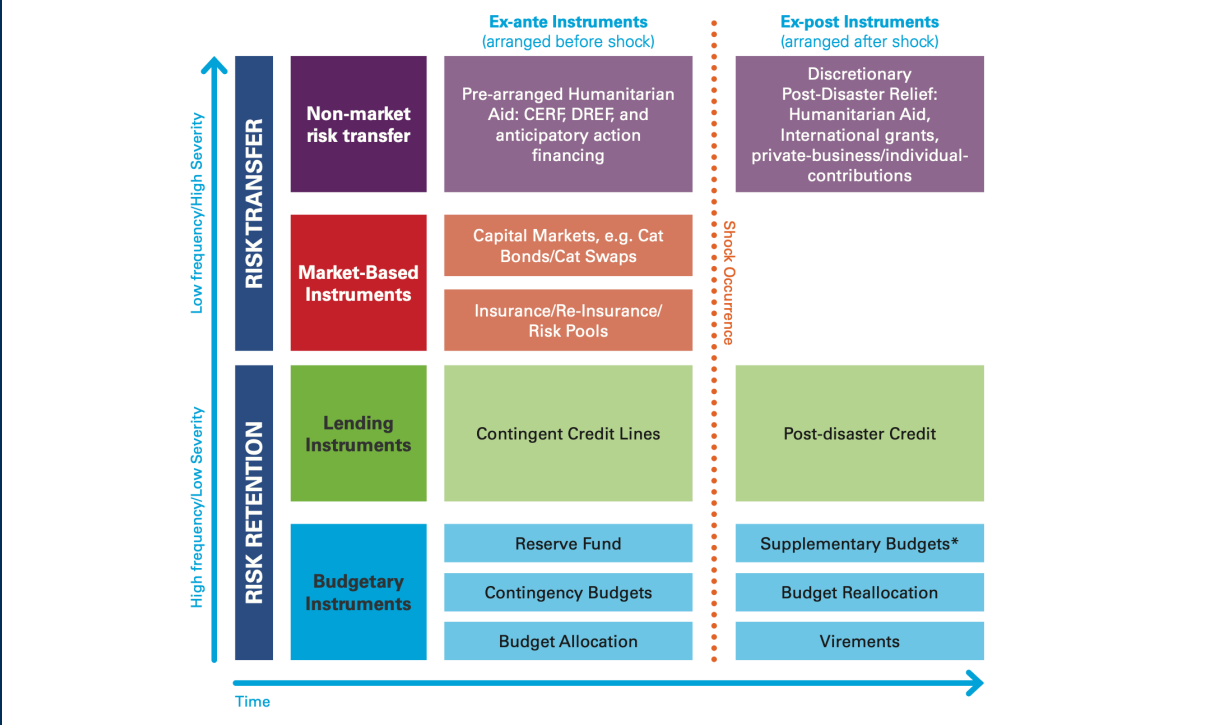 Ex-ante Instruments
(arranged before shock)
Ex-post Instruments
(arranged after shock)
Low frequency/High Severity
High frequency/Low Severity
RISK TRANSFER
Non-market
risk transfer
Pre-arranged Humanitarian
Aid: CERF, DREF, and
anticipatory action
financing
Discretionary
Post-Disaster Relief:
Humanitarian Aid,
International grants,
private-business/individual-
contributions
Market-Based
Instruments
Capital Markets, e.g. Cat
Bonds/Cat Swaps
Insurance/Re-Insurance/
Risk Pools
Shock Occurrence
RISK RETENTION
Lending
Instruments
Contingent Credit Lines
Post-disaster Credit
Budgetary
Instruments
Reserve Fund
Supplementary Budgets*
Contingency Budgets
Budget Reallocation
Budget Allocation
Virements
Time